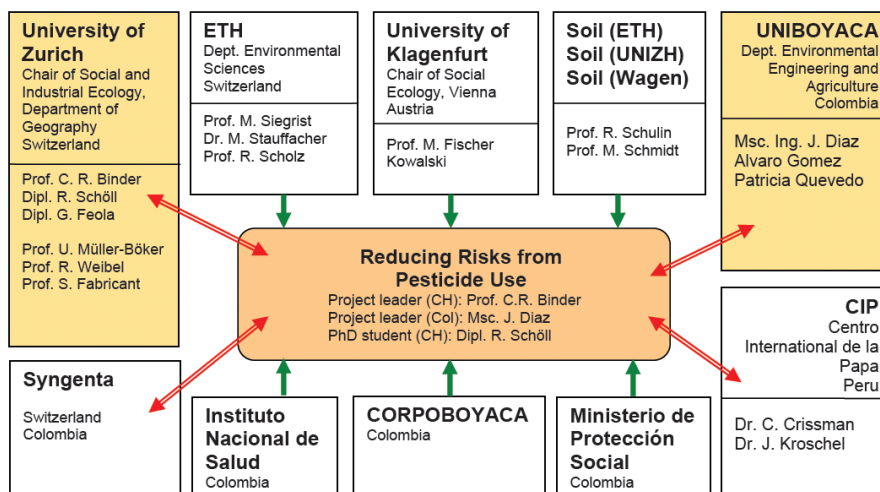 University of
Zurich
Chair of Social and
Industrial Ecology,
Department of
Geography
Switzerland
Prof. C. R. Binder
Dipl. R. Schöll
Dipl. G. Feola
Prof. U. Müller-Böker
Prof. R. Weibel
Prof. S. Fabricant
ETH
Dept. Environmental
Sciences
Switzerland
Prof. M. Siegrist
Dr. M. Stauffacher
Prof. R. Scholz
University of
Klagenfurt
Chair of Social
Ecology, Vienna
Austria
Prof. M. Fischer
Kowalski
Soil (ETH)
Soil (UNIZH)
Soil (Wagen)
Prof. R. Schulin
Prof. M. Schmidt
UNIBOYACA
Dept. Environmental
Engineering and
Agriculture
Colombia
Msc. Ing. J. Diaz
Alvaro Gomez
Patricia Quevedo
Reducing Risks from
Pesticide Use
Project leader (CH): Prof. C.R. Binder
Project leader (Col): Msc. J. Diaz
PhD student (CH): Dipl. R. Schöll
Syngenta
Switzerland
Colombia
Instituto
Nacional de
Salud
Colombia
CORPOBOYACA
Colombia
Ministerio de
Protección
Social
Colombia
CIP
Centro
International de la
Papa
Peru
Dr. C. Crissman
Dr. J. Kroschel